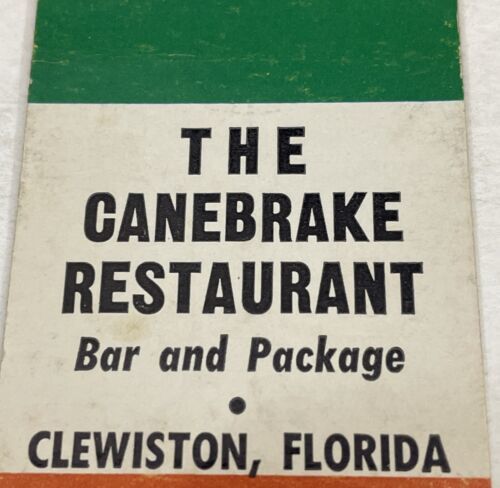 THE
CANEBRAKE
RESTAURANT
Bar and Package
•
CLEWISTON, FLORIDA